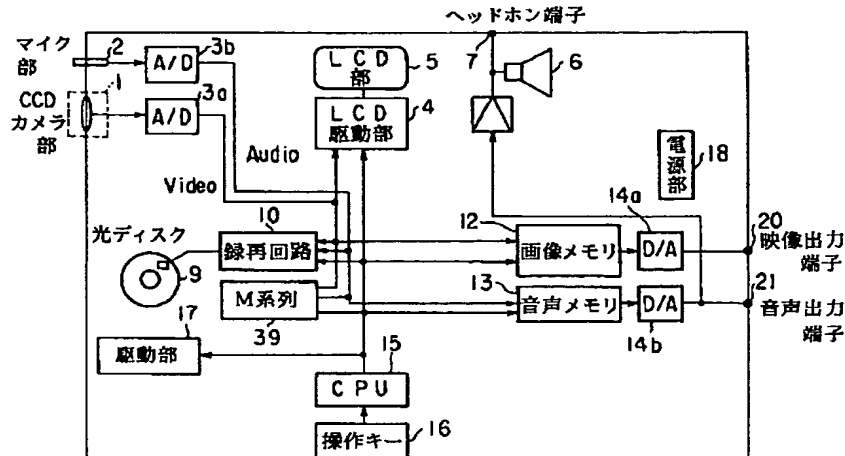 ヘッドホン端子
マイク
部
2
A/D
3b
LCD
部
5
7
6
CCD
カメラ
部
1
A/D
3a
LCD
駆動部
4
Audio
Video
電源部
18
光ディスク
9
10
録再回路
12
画像メモリ
14a
D/A
20
映像出力
端子
M系列
39
13
音声メモリ
D/A
14b
21
音声出力
端子
17
駆動部
15
CPU
操作キー
16